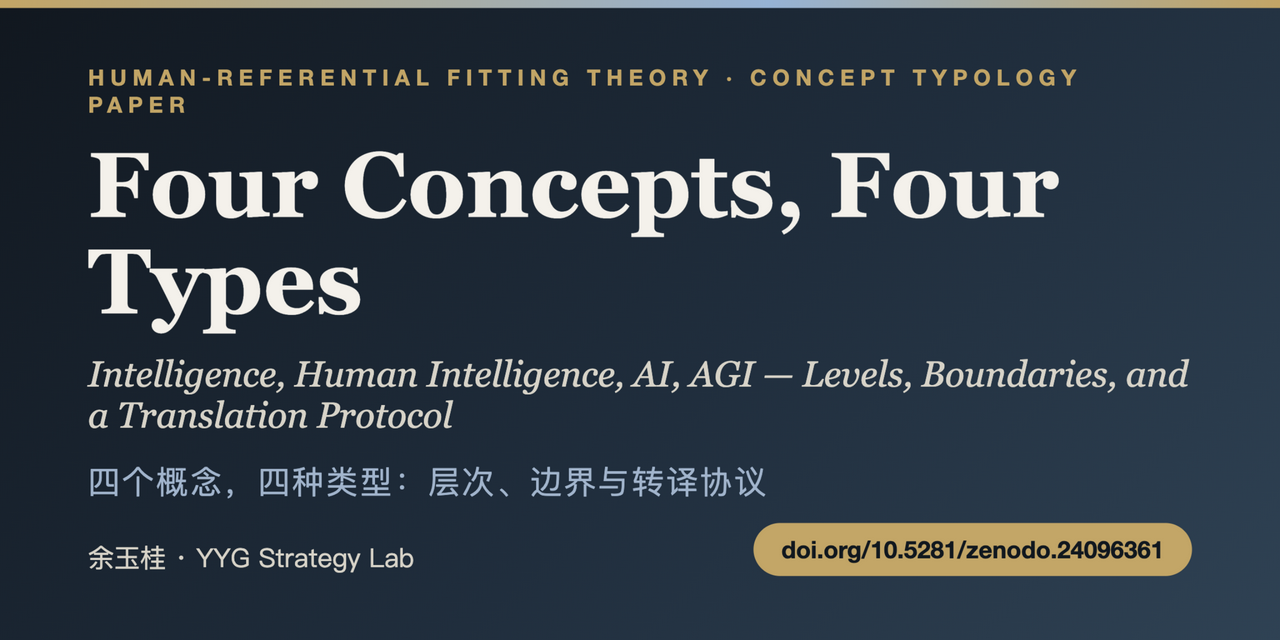 HUMAN-REFERENTIAL FITTING THEORY · CONCEPT TYPOLOGY
PAPER
Four Concepts, Four
Types
Intelligence, Human Intelligence, AI, AGI — Levels, Boundaries, and
a Translation Protocol
四个概念，四种类型：层次、边界与转译协议
余玉桂 · YYG Strategy Lab
doi.org/10.5281/zenodo.24096361